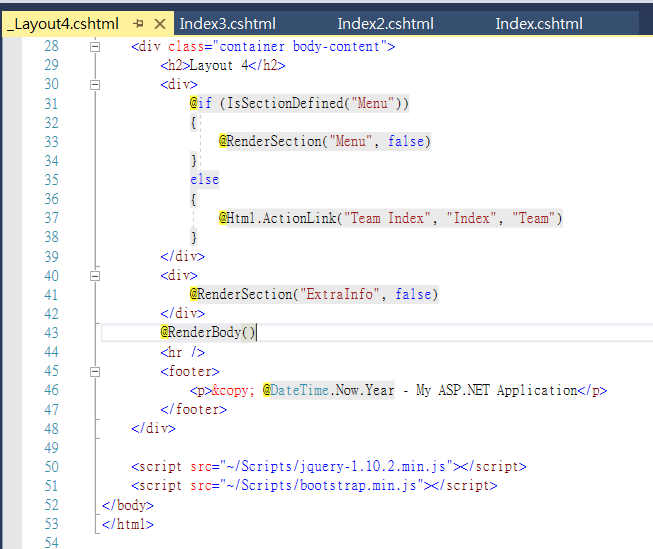 _Layout4.cshtml Index3.cshtml Index2.cshtml Index.cshtml
28 <div class="container body-content">
29 <h2>Layout 4</h2>
30 <div>
31 @if (IsSectionDefined("Menu"))
32 {
33 @RenderSection("Menu", false)
34 }
35 else
36 {
37 @Html.ActionLink("Team Index", "Index", "Team")
38 }
39 </div>
40 <div>
41 @RenderSection("ExtraInfo", false)
42 </div>
43 @RenderBody()
44 <hr />
45 <footer>
46 <p>&copy; @DateTime.Now.Year - My ASP.NET Application</p>
47 </footer>
48 </div>
49
50 <script src="~/Scripts/jquery-1.10.2.min.js"></script>
51 <script src="~/Scripts/bootstrap.min.js"></script>
52 </body>
53 </html>
54